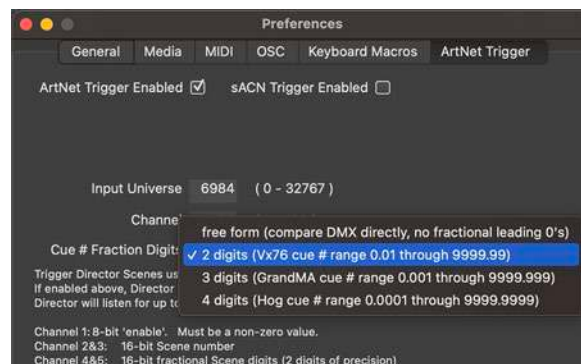 Preferences
General Media MIDI OSC Keyboard Macros ArtNet Trigger
ArtNet Trigger Enabled sACN Trigger Enabled
Input Universe 6984 ( 0 - 32767 )
Channe
free form (compare DMX directly, no fractional leading 0's)
Cue # Fraction Digit
✓ 2 digits (Vx76 cue # range 0.01 through 9999.99)
3 digits (GrandMA cue # range 0.001 through 9999.999)
4 digits (Hog cue # range 0.0001 through 9999.9999)
Trigger Director Scenes us
If enabled above, Director
Director will listen for up to
Channel 1: 8-bit 'enable'. Must be a non-zero value.
Channel 2&3: 16-bit Scene number
Channel 4&5: 16-bit fractional Scene digits (2 digits of precision)